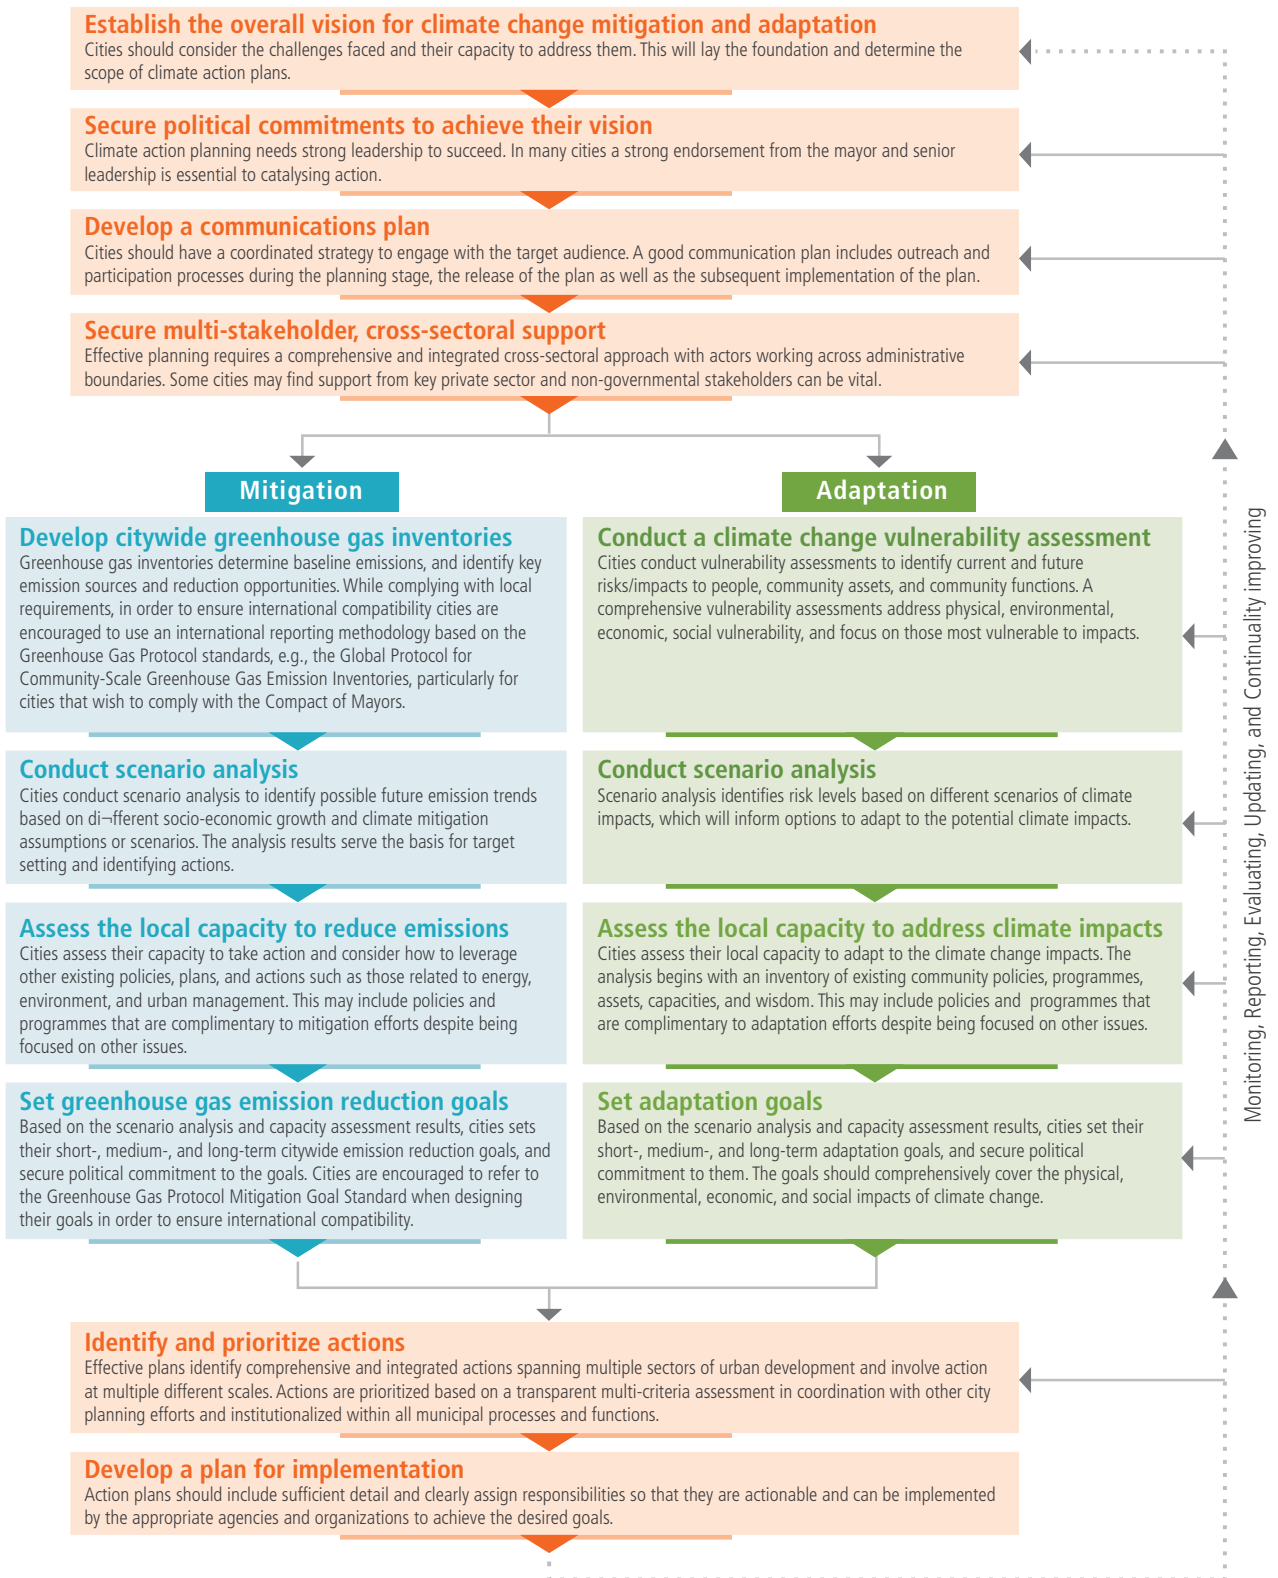 Establish the overall vision for climate change mitigation and adaptation
Cities should consider the challenges faced and their capacity to address them. This will lay the foundation and determine the
scope of climate action plans.
Secure political commitments to achieve their vision
Climate action planning needs strong leadership to succeed. In many cities a strong endorsement from the mayor and senior
leadership is essential to catalysing action.
Develop a communications plan
Cities should have a coordinated strategy to engage with the target audience. A good communication plan includes outreach and
participation processes during the planning stage, the release of the plan as well as the subsequent implementation of the plan.
Secure multi-stakeholder, cross-sectoral support
Effective planning requires a comprehensive and integrated cross-sectoral approach with actors working across administrative
boundaries. Some cities may find support from key private sector and non-governmental stakeholders can be vital.
Mitigation
Develop citywide greenhouse gas inventories
Greenhouse gas inventories determine baseline emissions, and identify key
emission sources and reduction opportunities. While complying with local
requirements, in order to ensure international compatibility cities are
encouraged to use an international reporting methodology based on the
Greenhouse Gas Protocol standards, e.g., the Global Protocol for
Community-Scale Greenhouse Gas Emission Inventories, particularly for
cities that wish to comply with the Compact of Mayors.
Conduct scenario analysis
Cities conduct scenario analysis to identify possible future emission trends
based on di¬fferent socio-economic growth and climate mitigation
assumptions or scenarios. The analysis results serve the basis for target
setting and identifying actions.
Assess the local capacity to reduce emissions
Cities assess their capacity to take action and consider how to leverage
other existing policies, plans, and actions such as those related to energy,
environment, and urban management. This may include policies and
programmes that are complimentary to mitigation efforts despite being
focused on other issues.
Set greenhouse gas emission reduction goals
Based on the scenario analysis and capacity assessment results, cities sets
their short-, medium-, and long-term citywide emission reduction goals, and
secure political commitment to the goals. Cities are encouraged to refer to
the Greenhouse Gas Protocol Mitigation Goal Standard when designing
their goals in order to ensure international compatibility.
Adaptation
Conduct a climate change vulnerability assessment
Cities conduct vulnerability assessments to identify current and future
risks/impacts to people, community assets, and community functions. A
comprehensive vulnerability assessments address physical, environmental,
economic, social vulnerability, and focus on those most vulnerable to impacts.
Conduct scenario analysis
Scenario analysis identifies risk levels based on different scenarios of climate
impacts, which will inform options to adapt to the potential climate impacts.
Assess the local capacity to address climate impacts
Cities assess their local capacity to adapt to the climate change impacts. The
analysis begins with an inventory of existing community policies, programmes,
assets, capacities, and wisdom. This may include policies and  programmes that
are complimentary to adaptation efforts despite being focused on other issues.
Set adaptation goals
Based on the scenario analysis and capacity assessment results, cities set their
short-, medium-, and long-term adaptation goals, and secure political
commitment to them. The goals should comprehensively cover the physical,
environmental, economic, and social impacts of climate change.
Identify and prioritize actions
Effective plans identify comprehensive and integrated actions spanning multiple sectors of urban development and involve action
at multiple different scales. Actions are prioritized based on a transparent multi-criteria assessment in coordination with other city
planning efforts and institutionalized within all municipal processes and functions.
Develop a plan for implementation
Action plans should include sufficient detail and clearly assign responsibilities so that they are actionable and can be implemented
by the appropriate agencies and organizations to achieve the desired goals.
Monitoring, Reporting, Evaluating, Updating, and Continuality improving